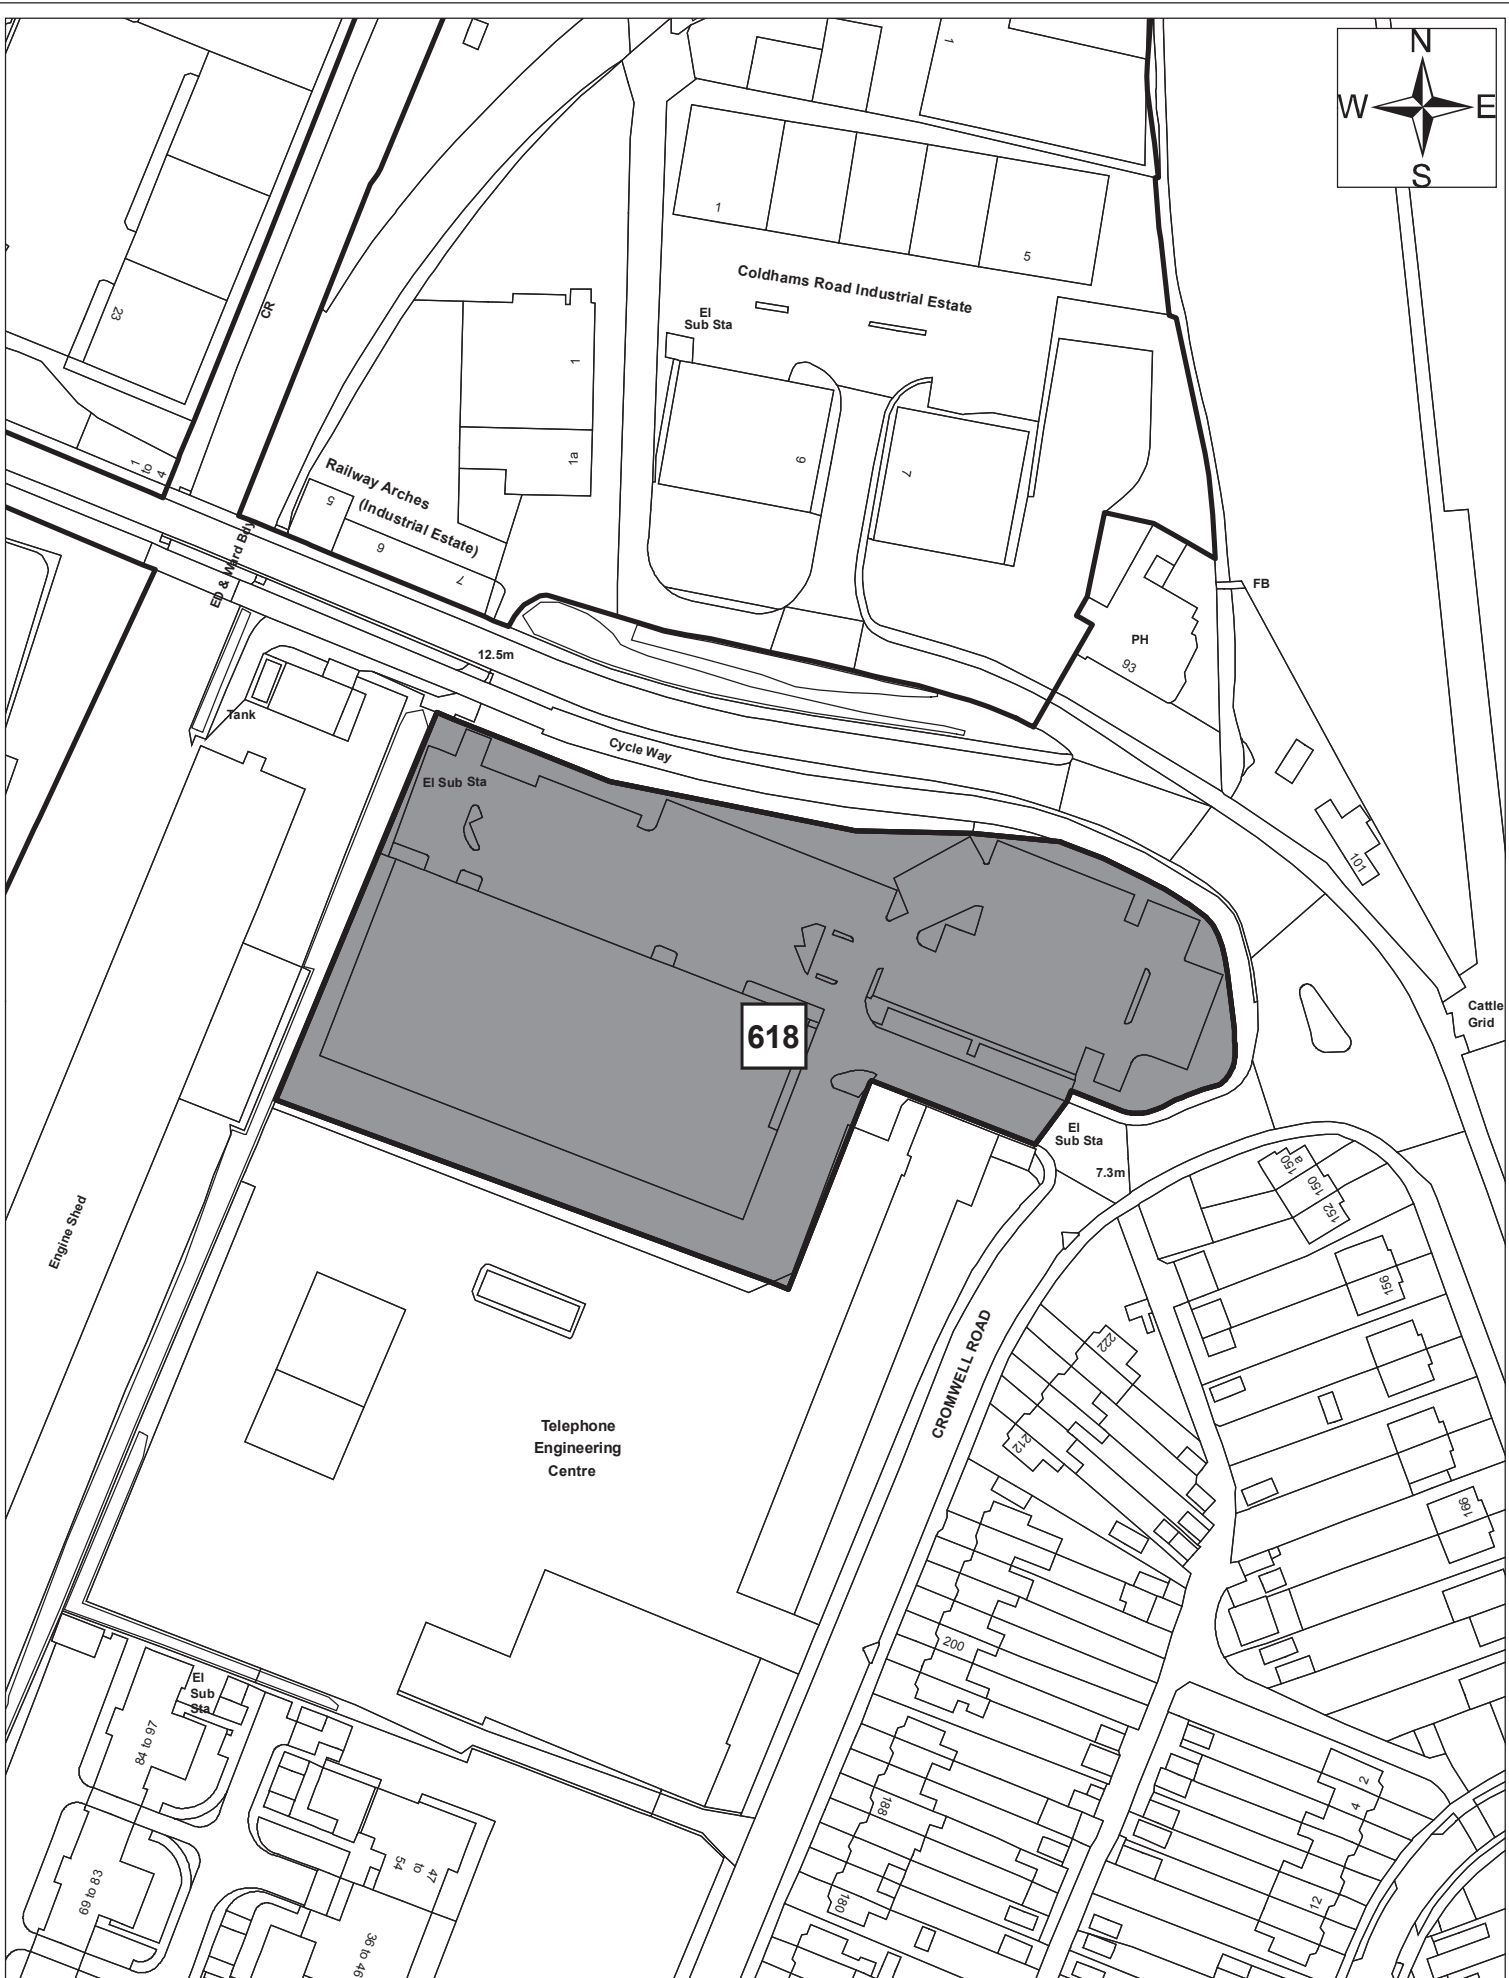 N
W E
S
1
1
5
Coldhams Road Industrial Estate
El
Sub Sta
23
CR
1
1a
1
to
4
Railway Arches
(Industrial Estate)
5
6
7
9
7
ED & Ward Bdy
FB
PH
93
12.5m
Tank
Cycle Way
El Sub Sta
101
Cattle
Grid
618
El
Sub Sta
7.3m
150
a
150
152
Engine Shed
156
222
CROMWELL ROAD
212
Telephone
Engineering
Centre
166
200
El
Sub
Sta
84 to 97
2
4
188
47
to
54
69 to 83
180
12
36 to 46